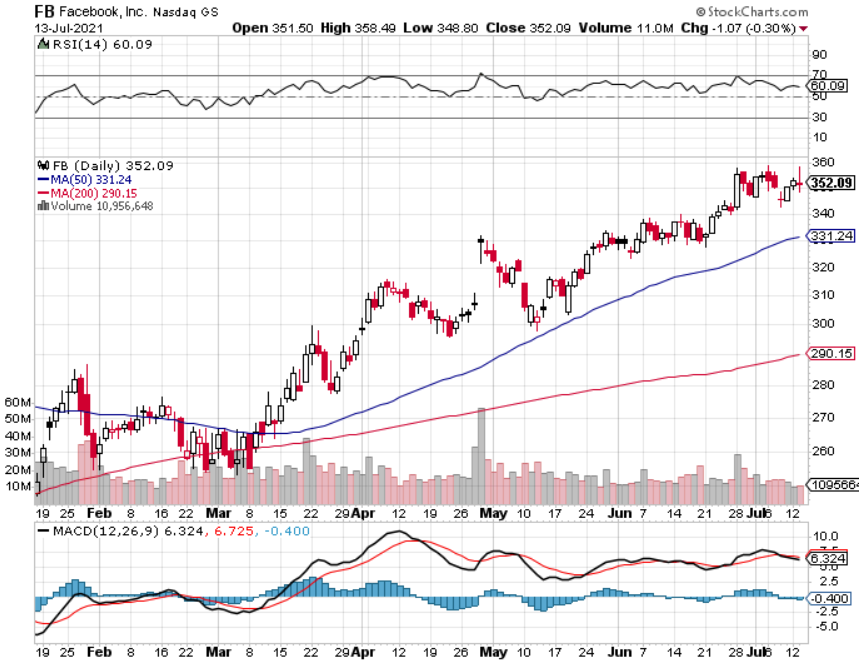 FB Facebook, Inc. Nasdaq GS
© StockCharts.com
13-Jul-2021
Open 351.50 High 358.49 Low 348.80 Close 352.09 Volume 11.0M Chg -1.07 (-0.30%)
RSI(14) 60.09
90
70
60.09
50
30
10
FB (Daily) 352.09
MA(50) 331.24
MA(200) 290.15
Volume 10,956,648
360
352.09
340
331.24
320
310
300
290.15
280
270
260
60M
50M
40M
30M
20M
10M
1095664
19 25 Feb 8 16 22 Mar 8 15 22 29 Apr 12 19 26 May 10 17 24 Jun 7 14 21 28 Jul 6 12
MACD(12,26,9) 6.324, 6.725, -0.400
10.0
6.324
2.5
-0.400
-2.5
-5.0
19 25 Feb 8 16 22 Mar 8 15 22 29 Apr 12 19 26 May 10 17 24 Jun 7 14 21 28 Jul 6 12